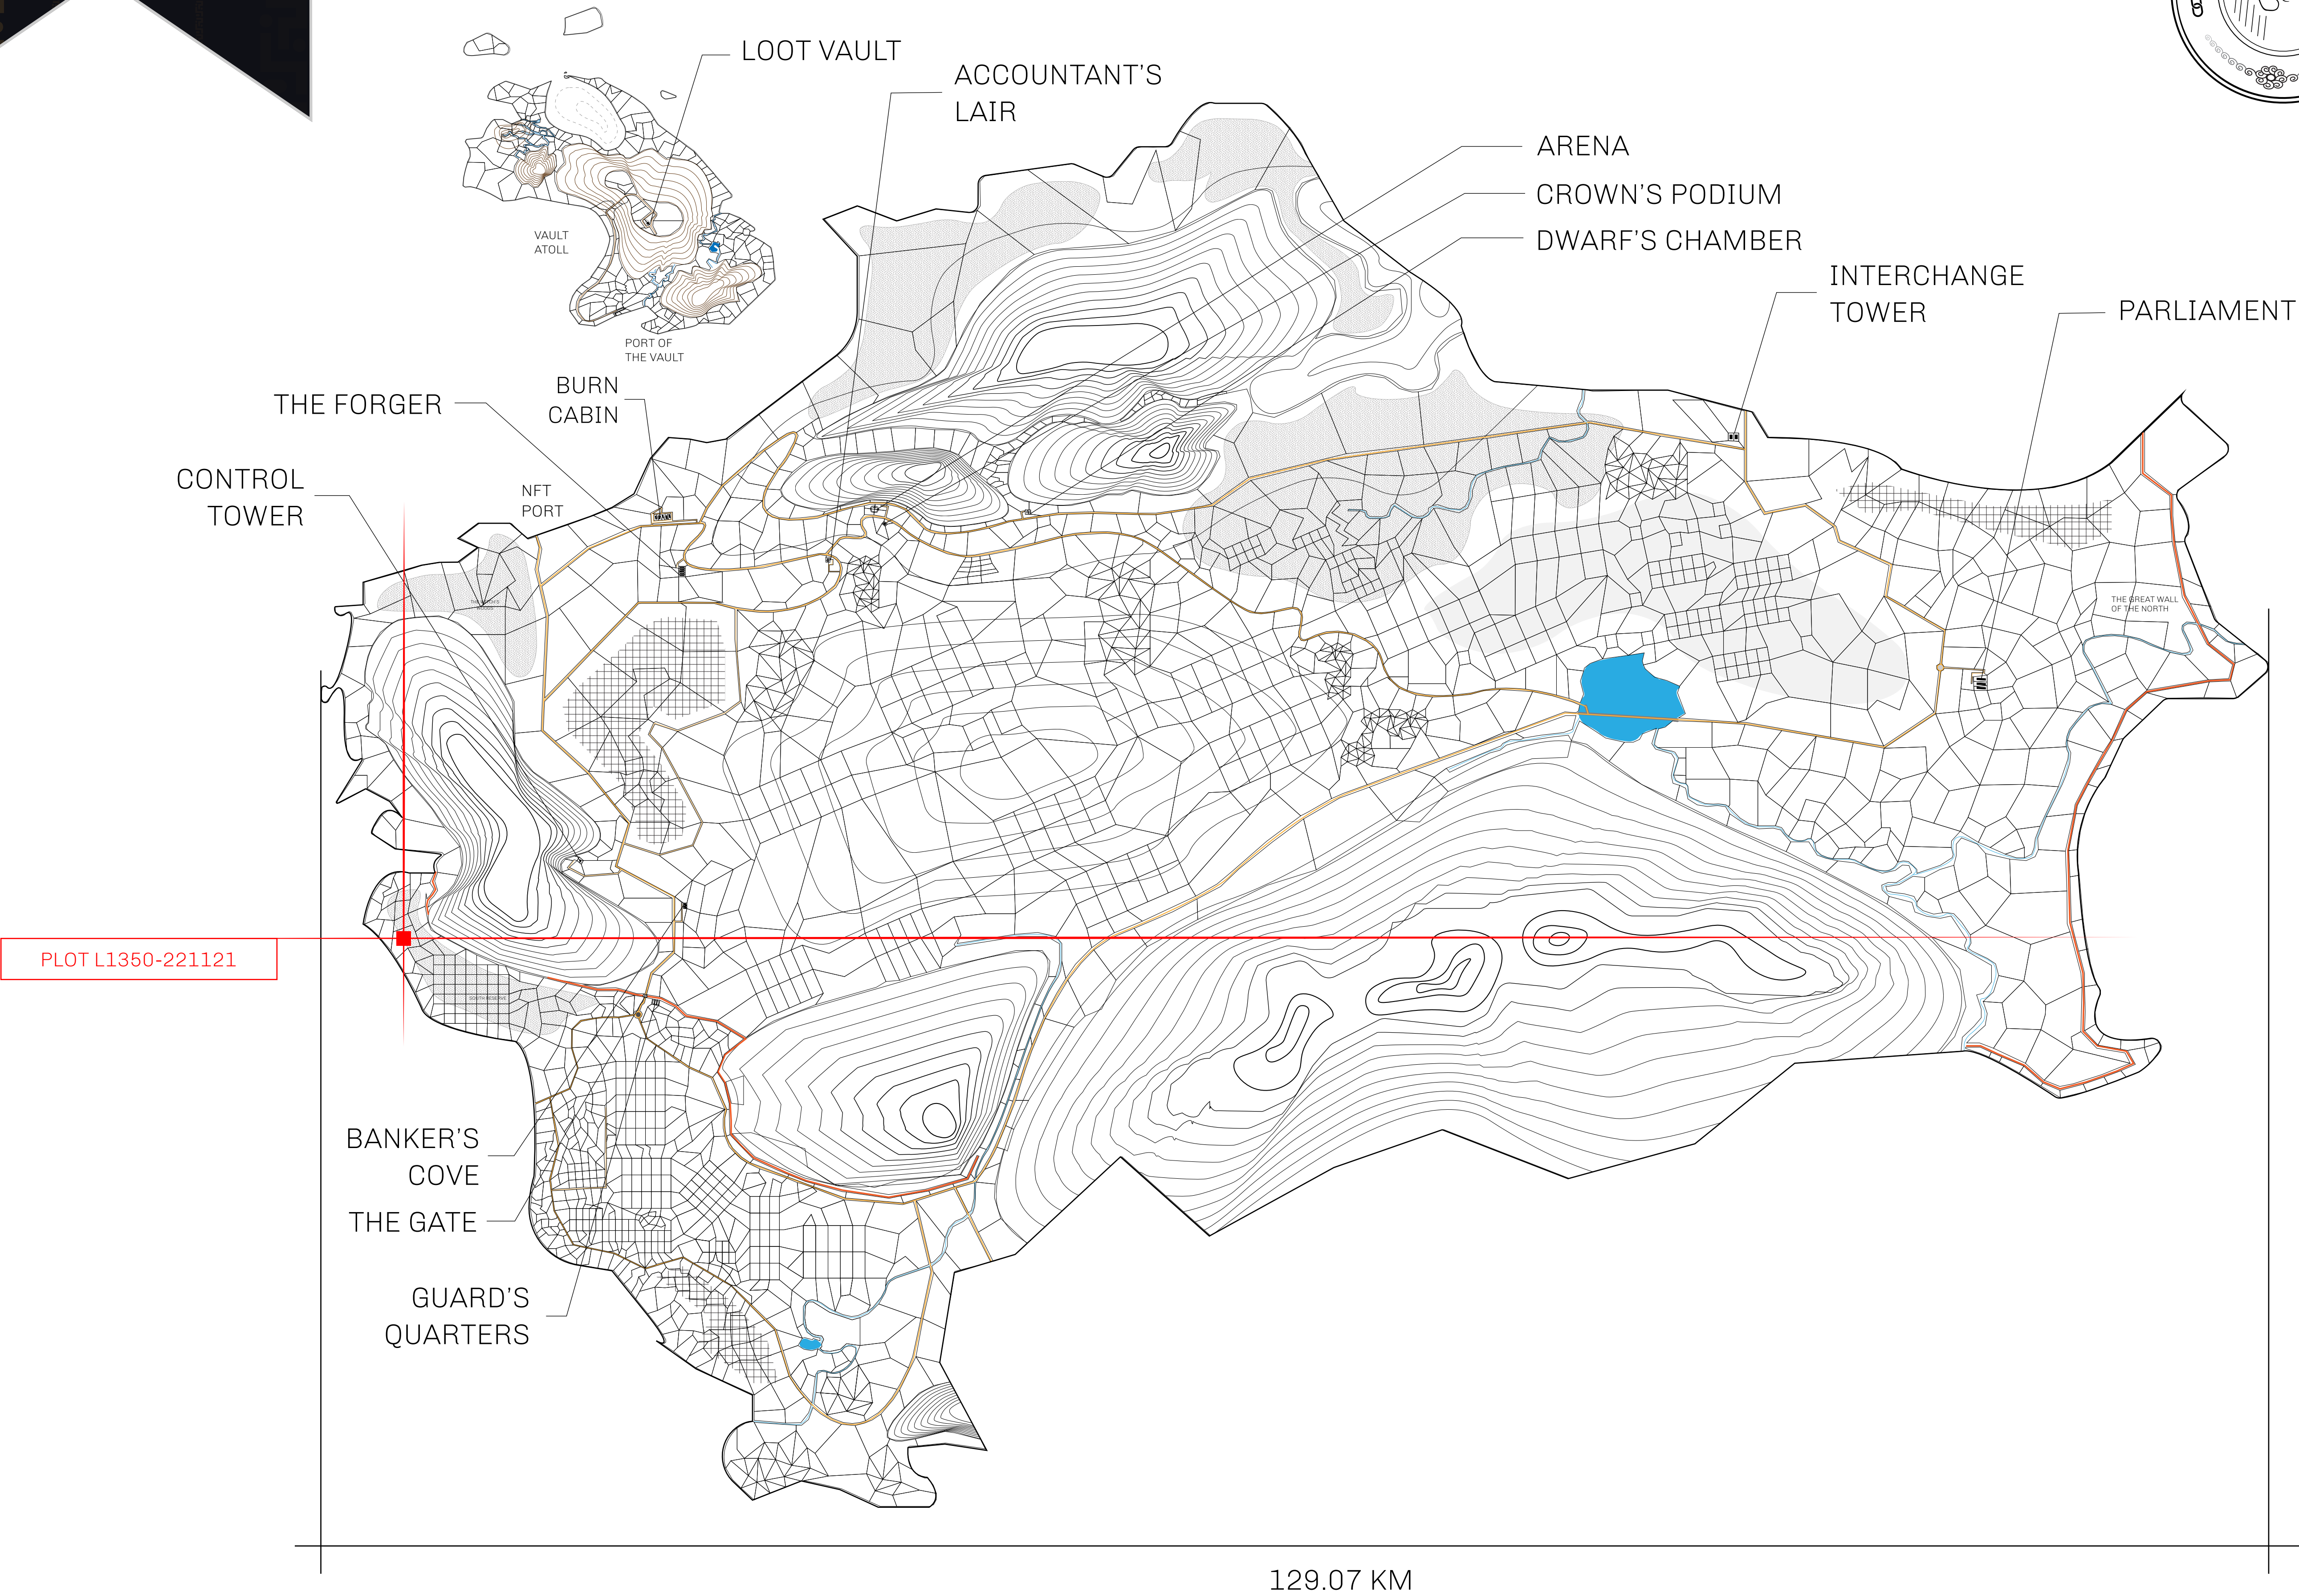 LOOT VAULT
ACCOUNTANT'S
LAIR
ARENA
CROWN'S PODIUM
DWARF'S CHAMBER
INTERCHANGE
TOWER
PARLIAMENT
VAULT
ATOLL
PORT OF
THE VAULT
BURN
CABIN
THE FORGER
CONTROL
TOWER
NFT
PORT
THE GREAT WALL
OF THE NORTH
PLOT L1350-221121
SOUTH RESERVE
BANKER'S
COVE
THE GATE
GUARD'S
QUARTERS
129.07 KM